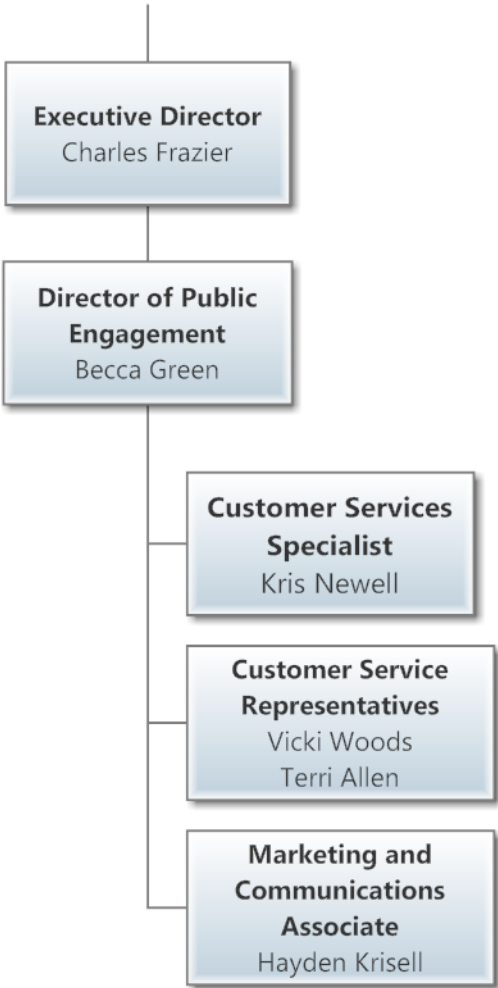 Executive Director
Charles Frazier
Director of Public
Engagement
Becca Green
Customer Services
Specialist
Kris Newell
Customer Service
Representatives
Vicki Woods
Terri Allen
Marketing and
Communications
Associate
Hayden Krisell